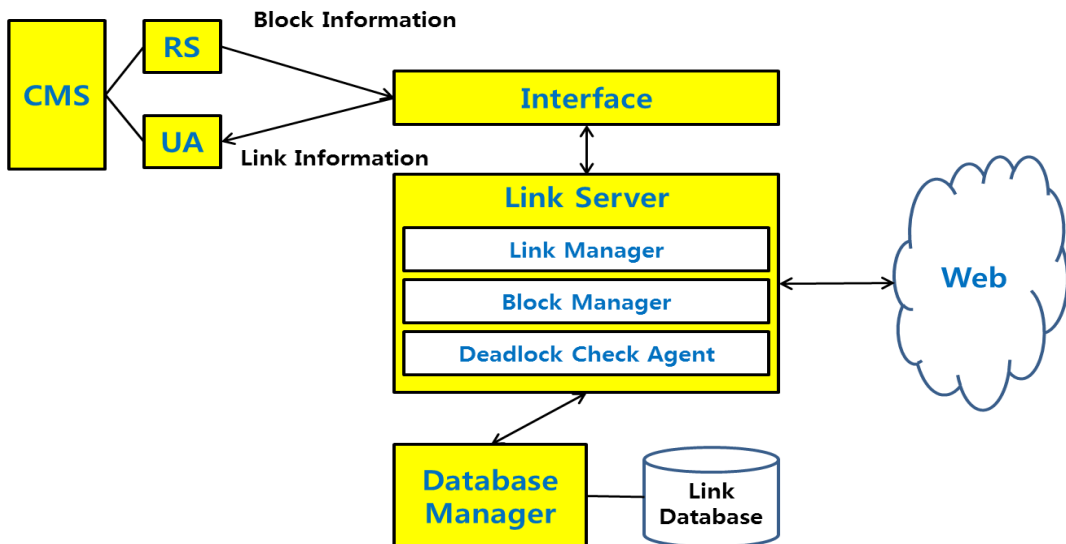 Block Information
RS
CMS
Interface
UA
Link Information
Link Server
Link Manager
Web
Block Manager
Deadlock Check Agent
Database
Manager
Link
Database